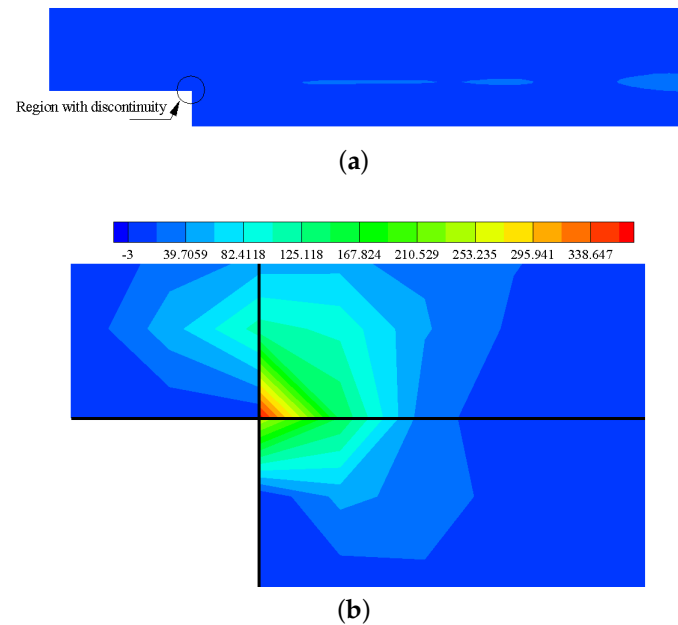 Region with discontinuity
(a)
-3 39.7059 82.4118 125.118 167.824 210.529 253.235 295.941 338.647
(b)